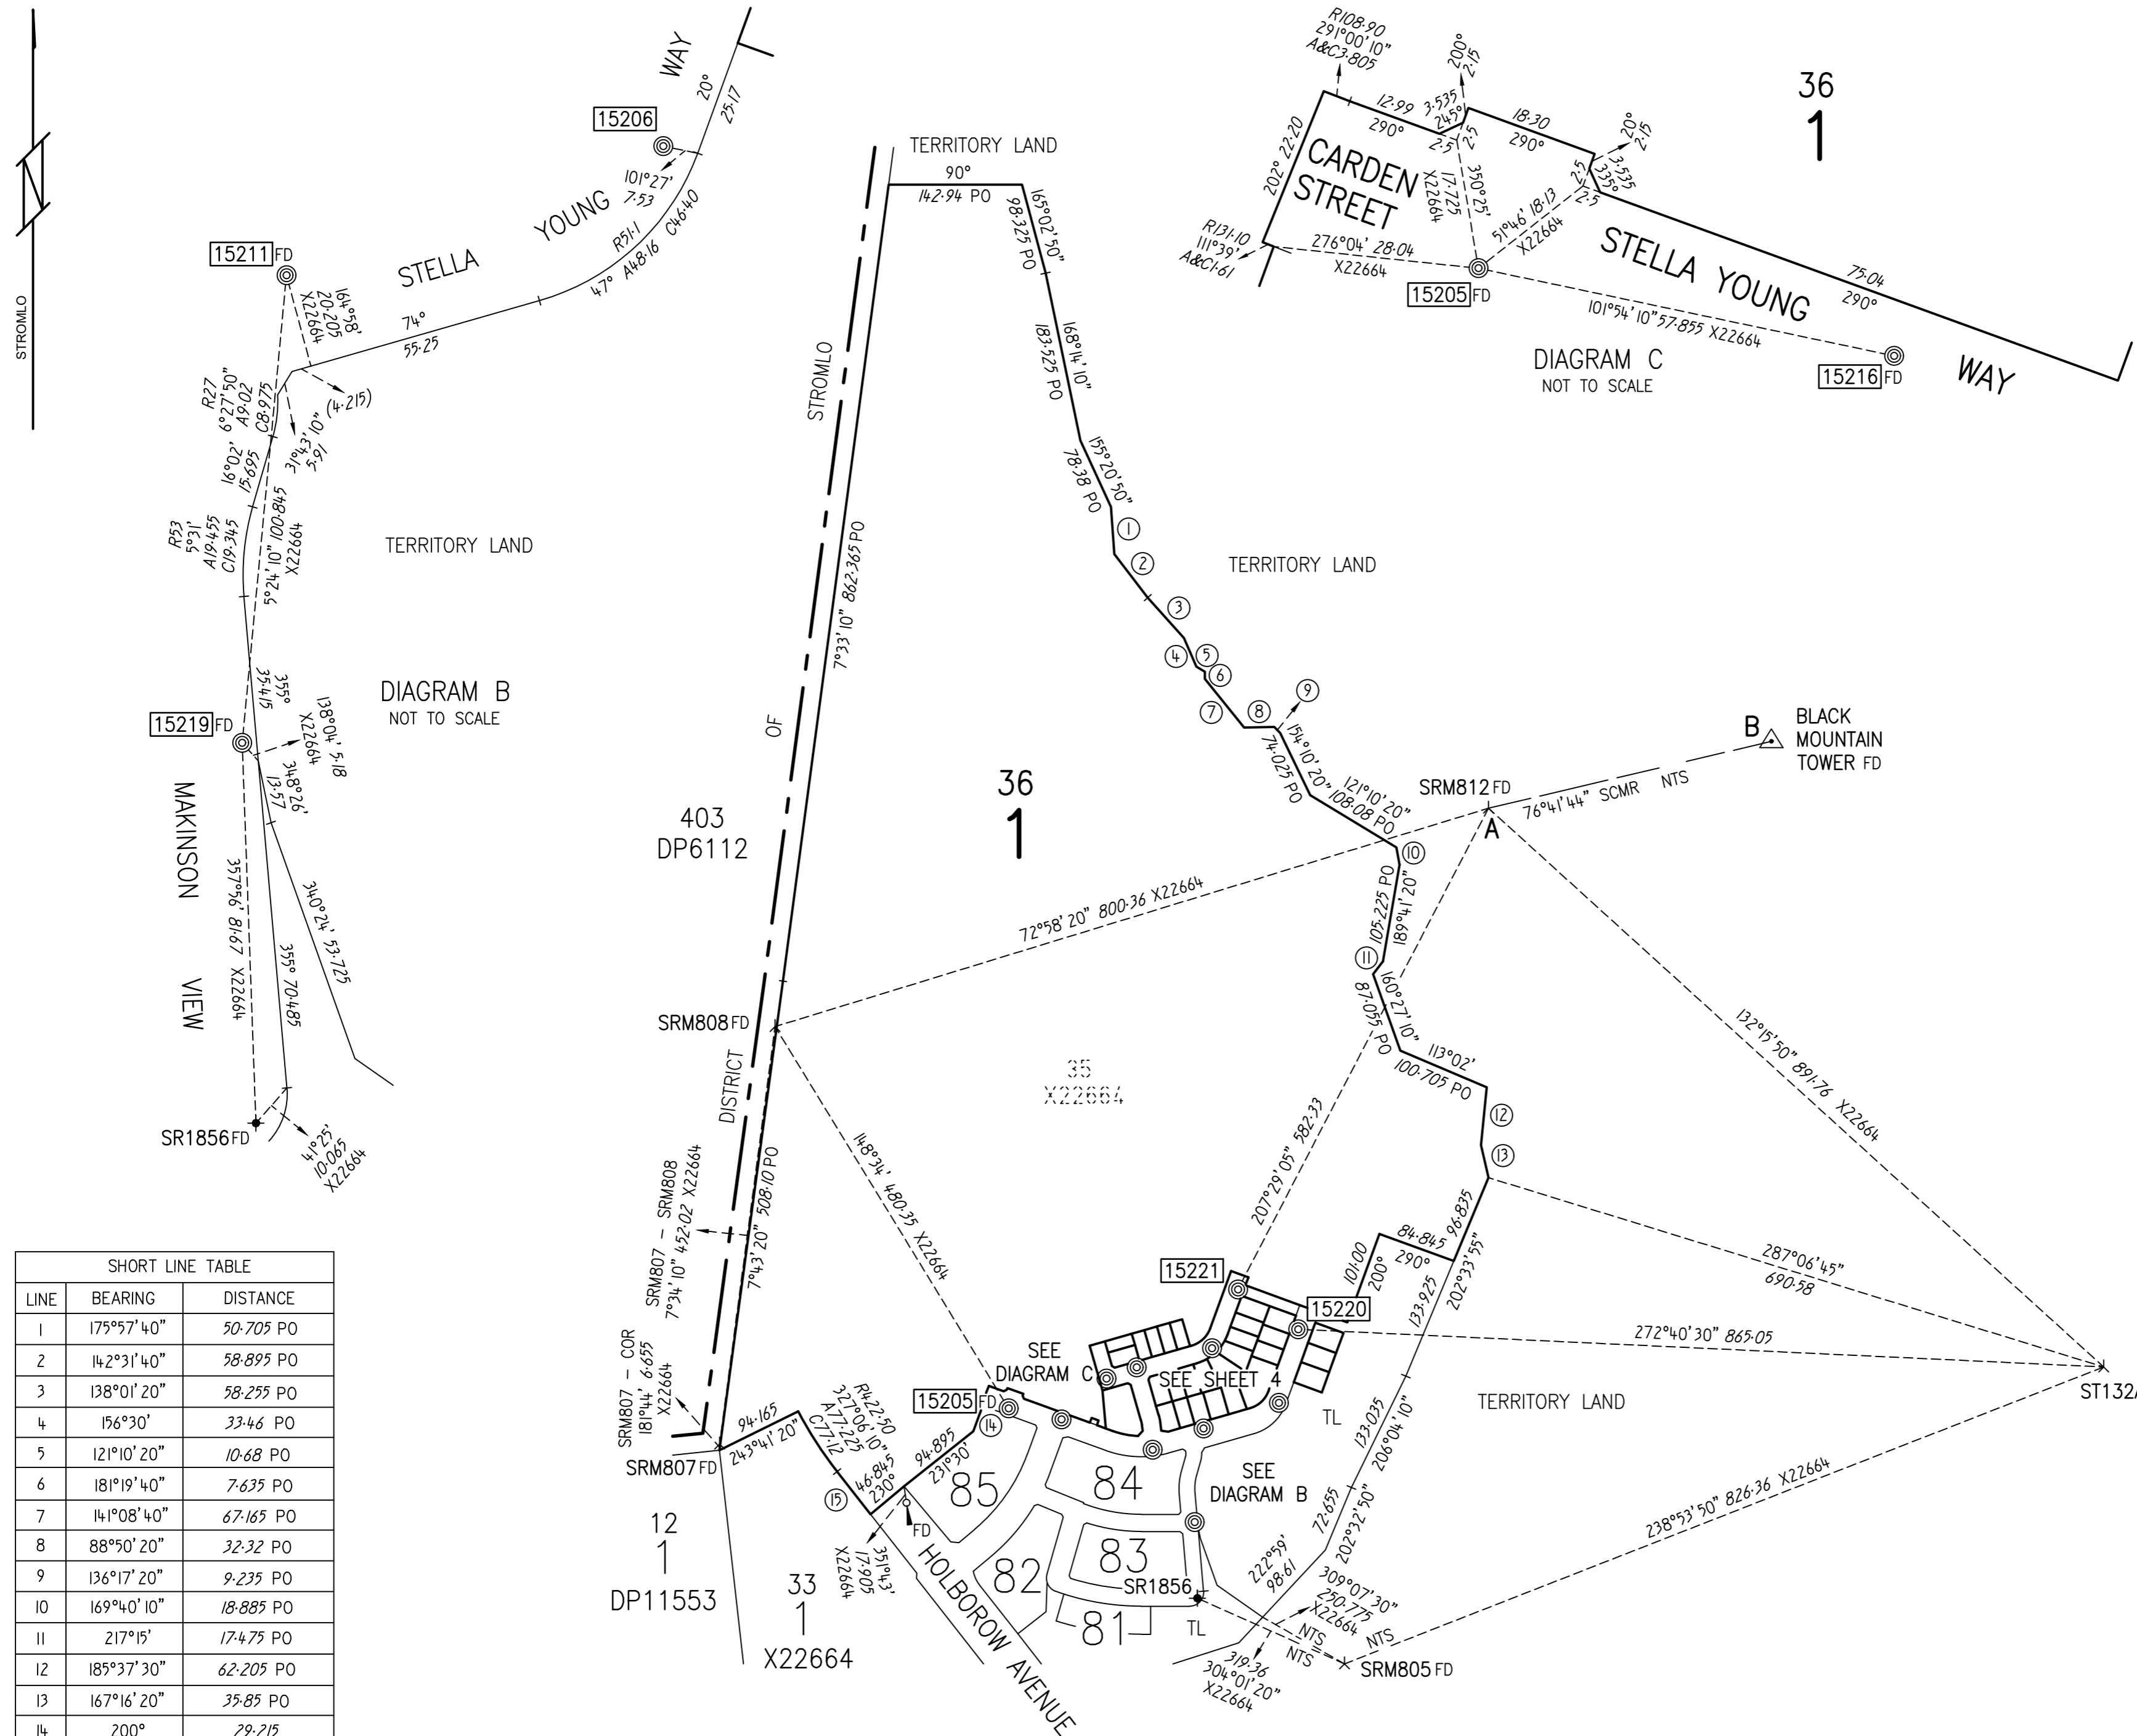 STROMLO
15206
WAY
20°
25·17
101°27'
7·53
STELLA YOUNG
R51·1
47° A48·16 C46·40
15211 FD
164°58'
20·205
X22664
74°
55·25
(4·215)
R27
6°27'50"
A9·02
C8·975
31°43'10"
5·91
16°02'
15·695
R53
5°31'
A19·455
C19·345
5°24'10" 100·845
X22664
TERRITORY LAND
DIAGRAM B
NOT TO SCALE
355°
35·415
15219 FD
138°04' 5·18
X22664
348°26'
13·57
MAKINSON VIEW
357°56' 81·67 X22664
340°24' 53·725
355° 70·485
SR1856 FD
41°25'
10·065
X22664
R108·90
291°00'10"
A&C3·805
200°
2·15
36
1
12·99
290°
3·535
245°
2·5
2·5
18·30
290°
20°
2·15
2·5
3·535
335°
2·5
202° 22·20
CARDEN
STREET
350°25'
17·725
X22664
51°46' 18·13
X22664
R131·10
111°39'
A&C1·61
276°04' 28·04
X22664
15205 FD
STELLA YOUNG WAY
75·04
290°
101°54'10" 57·855 X22664
15216 FD
DIAGRAM C
NOT TO SCALE
TERRITORY LAND
90°
142·94 PO
165°02'50"
98·325 PO
168°14'10"
183·525 PO
155°20'50"
78·38 PO
DISTRICT OF STROMLO
7°33'10" 862·365 PO
1
2
3
4
5
6
7
8
9
TERRITORY LAND
154°10'20"
74·025 PO
121°10'20"
108·08 PO
36
1
403
DP6112
SRM812 FD
A
B
BLACK
MOUNTAIN
TOWER FD
76°41'44" SCMR NTS
72°58'20" 800·36 X22664
10
105·225 PO
189°41'20"
11
160°27'10"
87·055 PO
113°02'
100·705 PO
12
13
132°15'50" 891·76 X22664
SRM808 FD
35
X22664
148°34' 480·35 X22664
207°29'05" 582·33
SRM807 - SRM808
7°34'10" 452·02 X22664
7°43'20" 508·10 PO
SRM807 - COR
181°44' 6·655
X22664
96·835
84·845
290°
101·00
200°
133·925
202°33'55"
287°06'45"
690·58
15221
15220
272°40'30" 865·05
SEE
DIAGRAM C
SEE SHEET 4
15205 FD
14
TERRITORY LAND
TL
133·035
206°04'10"
SRM807 FD
94·165
243°41'20"
R422·50
327°06'10"
A77·225
C77·12
46·845
230°
94·895
231°30'
15
FD
351°43'
17·905
X22664
85
84
SEE
DIAGRAM B
83
82
81
72·655
202°32'50"
222°59'
98·61
238°53'50" 826·36 X22664
12
1
DP11553
33
1
X22664
HOLBOROW AVENUE
SR1856
TL
309°07'30"
250·775
X22664
NTS
NTS
NTS
319·36
304°01'20"
X22664
SRM805 FD
SHORT LINE TABLE
LINE BEARING DISTANCE
1 175°57'40" 50·705 PO
2 142°31'40" 58·895 PO
3 138°01'20" 58·255 PO
4 156°30' 33·46 PO
5 121°10'20" 10·68 PO
6 181°19'40" 7·635 PO
7 141°08'40" 67·165 PO
8 88°50'20" 32·32 PO
9 136°17'20" 9·235 PO
10 169°40'10" 18·885 PO
11 217°15' 17·475 PO
12 185°37'30" 62·205 PO
13 167°16'20" 35·85 PO
14 200° 29·215